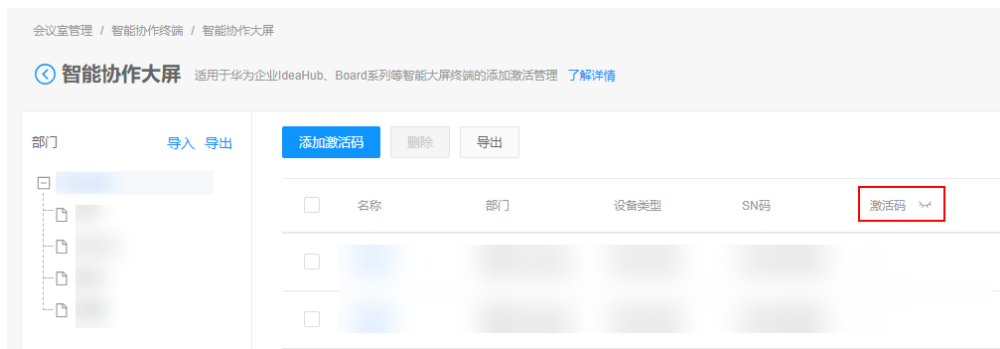 会议室管理 / 智能协作终端 / 智能协作大屏
智能协作大屏 适用于华为企业IdeaHub、Board系列等智能大屏终端的添加激活管理 了解详情
部门 导入 导出
添加激活码 删除 导出
名称 部门 设备类型 SN码 激活码